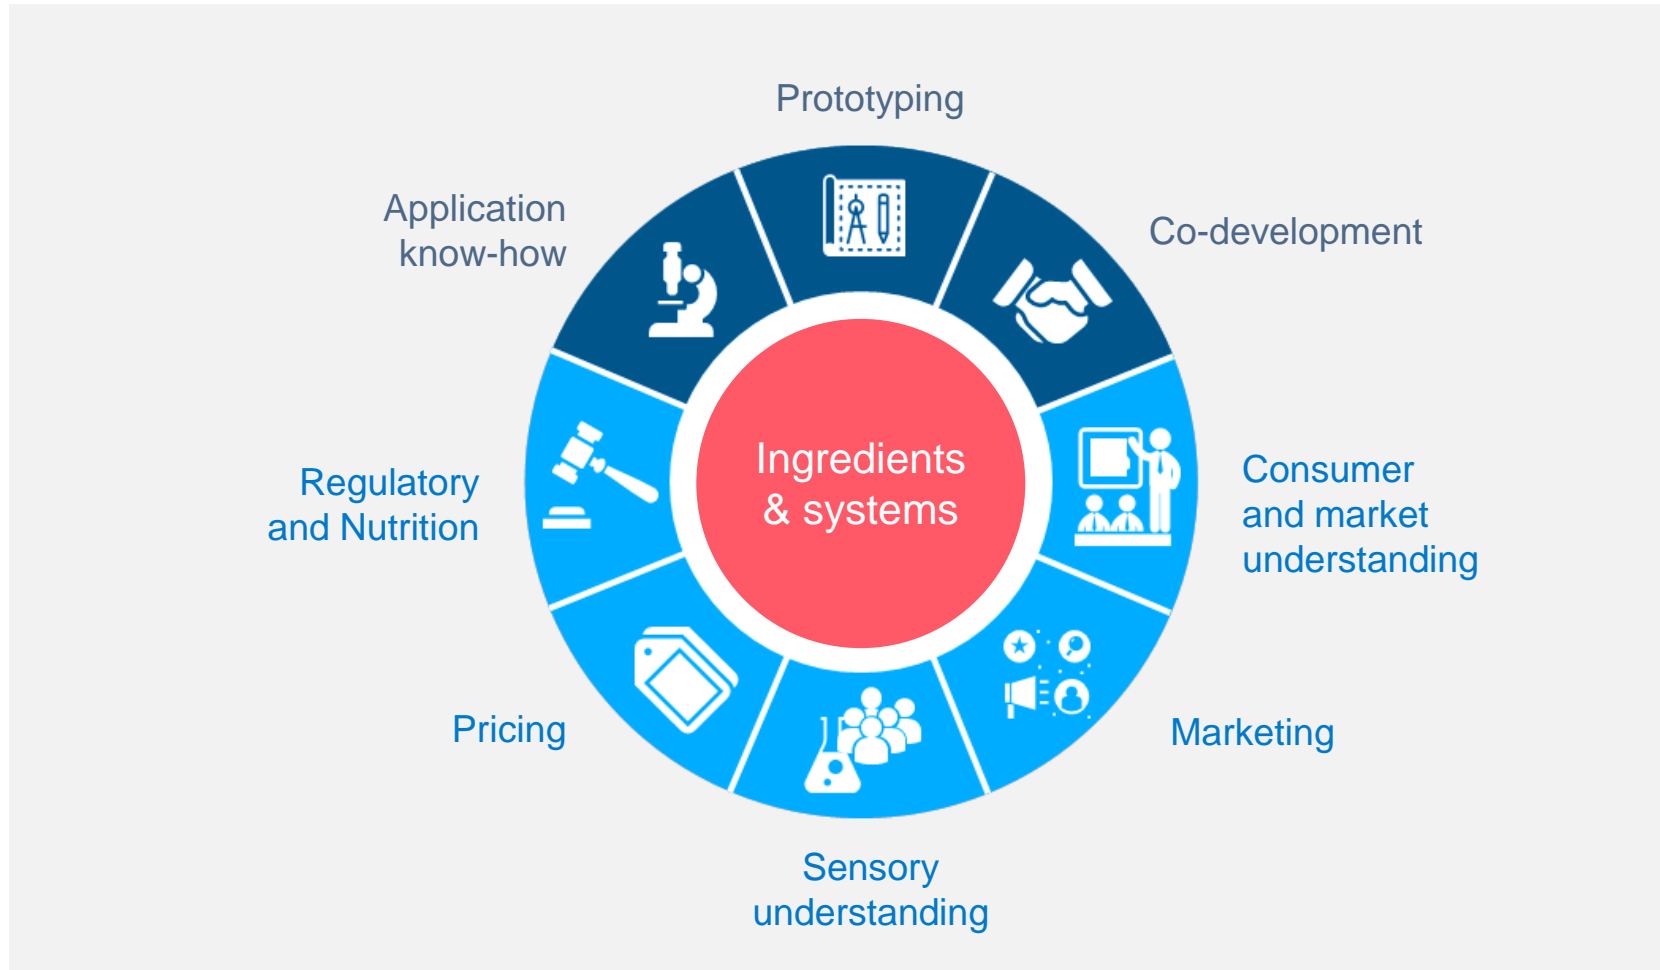 Prototyping
Application
know-how
Co-development
Ingredients
& systems
Regulatory
and Nutrition
Consumer
and market
understanding
Pricing
Marketing
Sensory
understanding